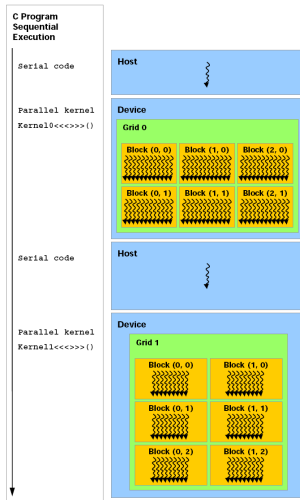 C Program
Sequential
Execution
Serial code
Host
Parallel kernel
Kernel0<<<>>>()
Device
Grid 0
Block (0, 0)
Block (1, 0)
Block (2, 0)
Block (0, 1)
Block (1, 1)
Block (2, 1)
Serial code
Host
Parallel kernel
Kernel1<<<>>>()
Device
Grid 1
Block (0, 0)
Block (1, 0)
Block (0, 1)
Block (1, 1)
Block (0, 2)
Block (1, 2)